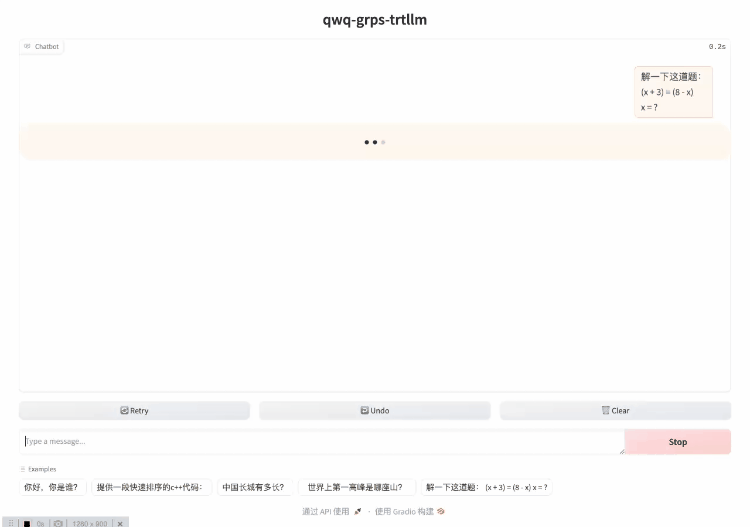 qwq-grps-trtllm
Chatbot
0.2s
解一下这道题:
(x + 3) = (8 - x)
x = ?
Retry
Undo
Clear
Type a message...
Stop
Examples
你好，你是谁？
提供一段快速排序的c++代码：
中国长城有多长？
世界上第一高峰是哪座山？
解一下这道题： (x + 3) = (8 - x) x = ?
通过 API 使用 · 使用 Gradio 构建
0s 1280 x 800